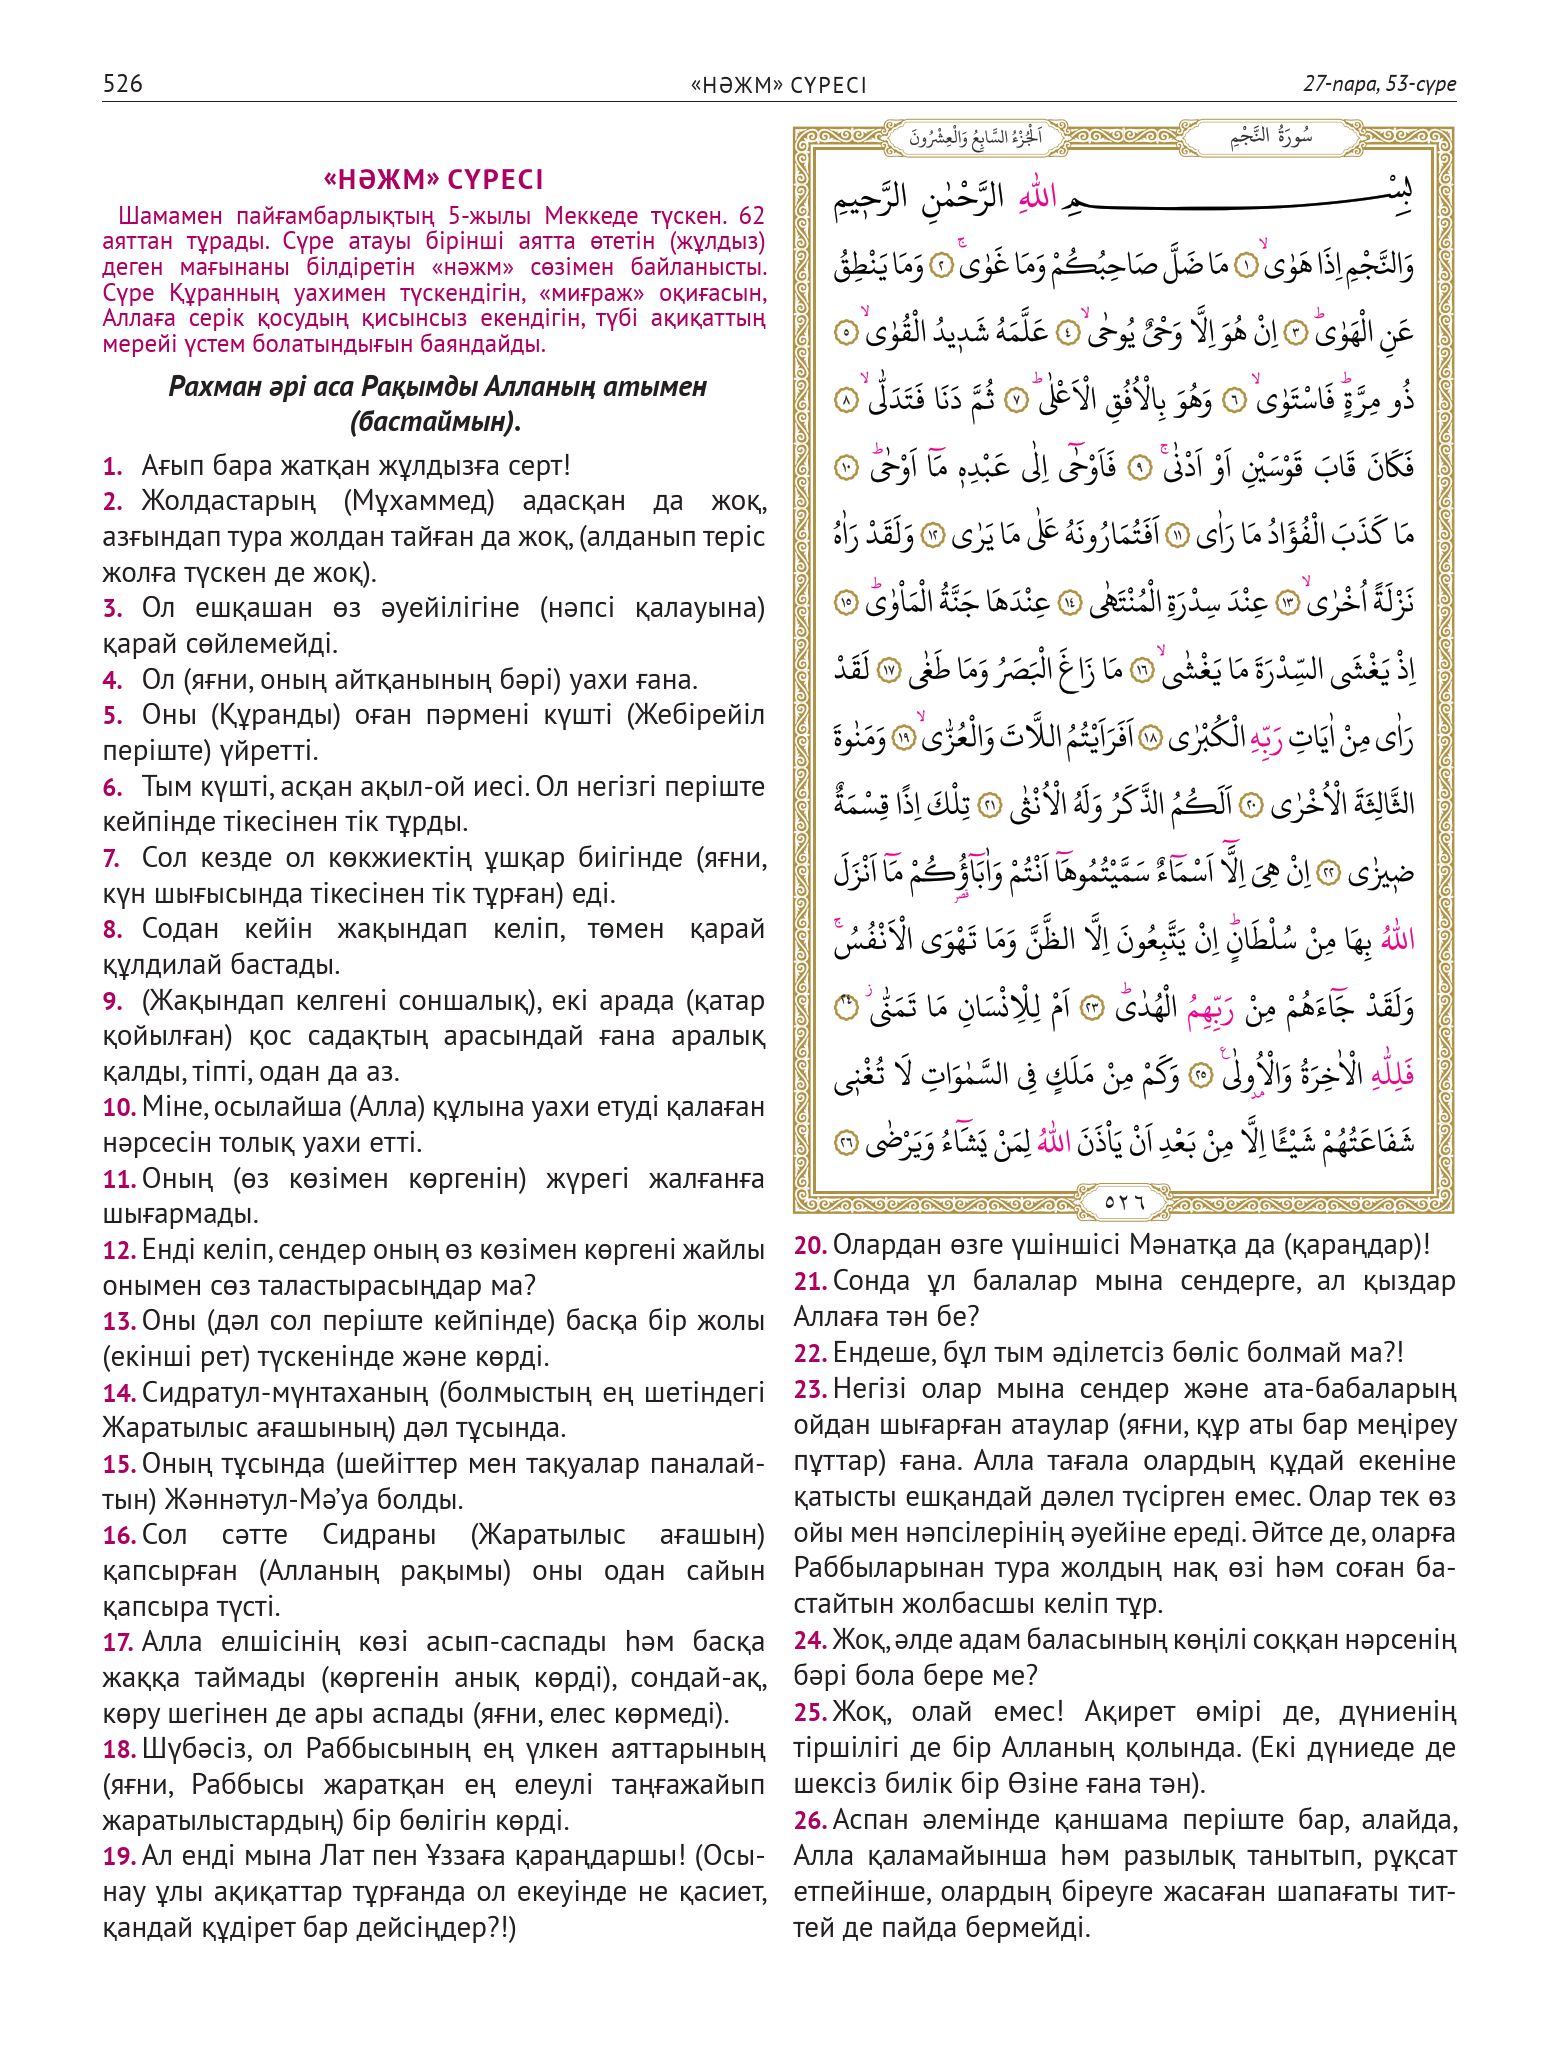 526
«НӘЖМ» СҮРЕСІ
27-пара, 53-сүре
«НӘЖМ» СҮРЕСІ
Шамамен пайғамбарлықтың 5-жылы Меккеде түскен. 62
аяттан тұрады. Сүре атауы бірінші аятта өтетін (жұлдыз)
деген мағынаны білдіретін «нәжм» сөзімен байланысты.
Сүре Құранның уахимен түскендігін, «миғраж» оқиғасын,
Аллаға серік қосудың қисынсыз екендігін, түбі ақиқаттың
мерейі үстем болатындығын баяндайды.
Рахман әрі аса Рақымды Алланың атымен
(бастаймын).
1. Ағып бара жатқан жұлдызға серт!
2. Жолдастарың (Мұхаммед) адасқан да жоқ,
азғындап тура жолдан тайған да жоқ, (алданып теріс
жолға түскен де жоқ).
3. Ол ешқашан өз әуейілігіне (нәпсі қалауына)
қарай сөйлемейді.
4. Ол (яғни, оның айтқанының бәрі) уахи ғана.
5. Оны (Құранды) оған пәрмені күшті (Жебірейіл
періште) үйретті.
6. Тым күшті, асқан ақыл-ой иесі. Ол негізгі періште
кейпінде тікесінен тік тұрды.
7. Сол кезде ол көкжиектің ұшқар биігінде (яғни,
күн шығысында тікесінен тік тұрған) еді.
8. Содан кейін жақындап келіп, төмен қарай
құлдилай бастады.
9. (Жақындап келгені соншалық), екі арада (қатар
қойылған) қос садақтың арасындай ғана аралық
қалды, тіпті, одан да аз.
10. Міне, осылайша (Алла) құлына уахи етуді қалаған
нәрсесін толық уахи етті.
11. Оның (өз көзімен көргенін) жүрегі жалғанға
шығармады.
12. Енді келіп, сендер оның өз көзімен көргені жайлы
онымен сөз таластырасыңдар ма?
13. Оны (дәл сол періште кейпінде) басқа бір жолы
(екінші рет) түскенінде және көрді.
14. Сидратул-мүнтаханың (болмыстың ең шетіндегі
Жаратылыс ағашының) дәл тұсында.
15. Оның тұсында (шейіттер мен тақуалар паналай-
тын) Жәннәтул-Мә’уа болды.
16. Сол сәтте Сидраны (Жаратылыс ағашын)
қапсырған (Алланың рақымы) оны одан сайын
қапсыра түсті.
17. Алла елшісінің көзі асып-саспады һәм басқа
жаққа таймады (көргенін анық көрді), сондай-ақ,
көру шегінен де ары аспады (яғни, елес көрмеді).
18. Шүбәсіз, ол Раббысының ең үлкен аяттарының
(яғни, Раббысы жаратқан ең елеулі таңғажайып
жаратылыстардың) бір бөлігін көрді.
19. Ал енді мына Лат пен Ұззаға қараңдаршы! (Осы-
нау ұлы ақиқаттар тұрғанда ол екеуінде не қасиет,
қандай құдірет бар дейсіңдер?!)
اَلْجُزْءُ السَّابِعُ وَالْعِشْرُونَ
سُورَةُ النَّجْمِ
بِسْمِ اللّٰهِ الرَّحْمٰنِ الرَّحٖيمِ
وَالنَّجْمِ اِذَا هَوٰىۙ ١ مَا ضَلَّ صَاحِبُكُمْ وَمَا غَوٰىۚ ٢ وَمَا يَنْطِقُ
عَنِ الْهَوٰىؕ ٣ اِنْ هُوَ اِلَّا وَحْىٌ يُوحٰىۙ ٤ عَلَّمَهُ شَدٖيدُ الْقُوٰىۙ ٥
ذُو مِرَّةٍؕ فَاسْتَوٰىۙ ٦ وَهُوَ بِالْاُفُقِ الْاَعْلٰىؕ ٧ ثُمَّ دَنَا فَتَدَلّٰىۙ ٨
فَكَانَ قَابَ قَوْسَيْنِ اَوْ اَدْنٰىۚ ٩ فَاَوْحٰٓى اِلٰى عَبْدِهٖ مَٓا اَوْحٰىؕ ١٠
مَا كَذَبَ الْفُؤَادُ مَا رَاٰى ١١ اَفَتُمَارُونَهُ عَلٰى مَا يَرٰى ١٢ وَلَقَدْ رَاٰهُ
نَزْلَةً اُخْرٰىۙ ١٣ عِنْدَ سِدْرَةِ الْمُنْتَهٰى ١٤ عِنْدَهَا جَنَّةُ الْمَاْوٰىؕ ١٥
اِذْ يَغْشَى السِّدْرَةَ مَا يَغْشٰىۙ ١٦ مَا زَاغَ الْبَصَرُ وَمَا طَغٰى ١٧ لَقَدْ
رَاٰى مِنْ اٰيَاتِ رَبِّهِ الْكُبْرٰى ١٨ اَفَرَاَيْتُمُ اللَّاتَ وَالْعُزّٰىۙ ١٩ وَمَنٰوةَ
الثَّالِثَةَ الْاُخْرٰى ٢٠ اَلَكُمُ الذَّكَرُ وَلَهُ الْاُنْثٰى ٢١ تِلْكَ اِذًا قِسْمَةٌ
ضٖيزٰى ٢٢ اِنْ هِىَ اِلَّٓا اَسْمَٓاءٌ سَمَّيْتُمُوهَٓا اَنْتُمْ وَاٰبَٓاؤُكُمْ مَٓا اَنْزَلَ
اللّٰهُ بِهَا مِنْ سُلْطَانٍؕ اِنْ يَتَّبِعُونَ اِلَّا الظَّنَّ وَمَا تَهْوَى الْاَنْفُسُۚ
وَلَقَدْ جَٓاءَهُمْ مِنْ رَبِّهِمُ الْهُدٰىؕ ٢٣ اَمْ لِلْاِنْسَانِ مَا تَمَنّٰىؗ ٢٤
فَلِلّٰهِ الْاٰخِرَةُ وَالْاُولٰى ٢٥ وَكَمْ مِنْ مَلَكٍ فِى السَّمٰوَاتِ لَا تُغْنٖى
شَفَاعَتُهُمْ شَيْـًٔا اِلَّا مِنْ بَعْدِ اَنْ يَاْذَنَ اللّٰهُ لِمَنْ يَشَٓاءُ وَيَرْضٰى ٢٦
٥٢٦
20. Олардан өзге үшіншісі Мәнатқа да (қараңдар)!
21. Сонда ұл балалар мына сендерге, ал қыздар
Аллаға тән бе?
22. Ендеше, бұл тым әділетсіз бөліс болмай ма?!
23. Негізі олар мына сендер және ата-бабаларың
ойдан шығарған атаулар (яғни, құр аты бар меңіреу
пұттар) ғана. Алла тағала олардың құдай екеніне
қатысты ешқандай дәлел түсірген емес. Олар тек өз
ойы мен нәпсілерінің әуейіне ереді. Әйтсе де, оларға
Раббыларынан тура жолдың нақ өзі һәм соған ба-
стайтын жолбасшы келіп тұр.
24. Жоқ, әлде адам баласының көңілі соққан нәрсенің
бәрі бола бере ме?
25. Жоқ, олай емес! Ақирет өмірі де, дүниенің
тіршілігі де бір Алланың қолында. (Екі дүниеде де
шексіз билік бір Өзіне ғана тән).
26. Аспан әлемінде қаншама періште бар, алайда,
Алла қаламайынша һәм разылық танытып, рұқсат
етпейінше, олардың біреуге жасаған шапағаты тит-
тей де пайда бермейді.